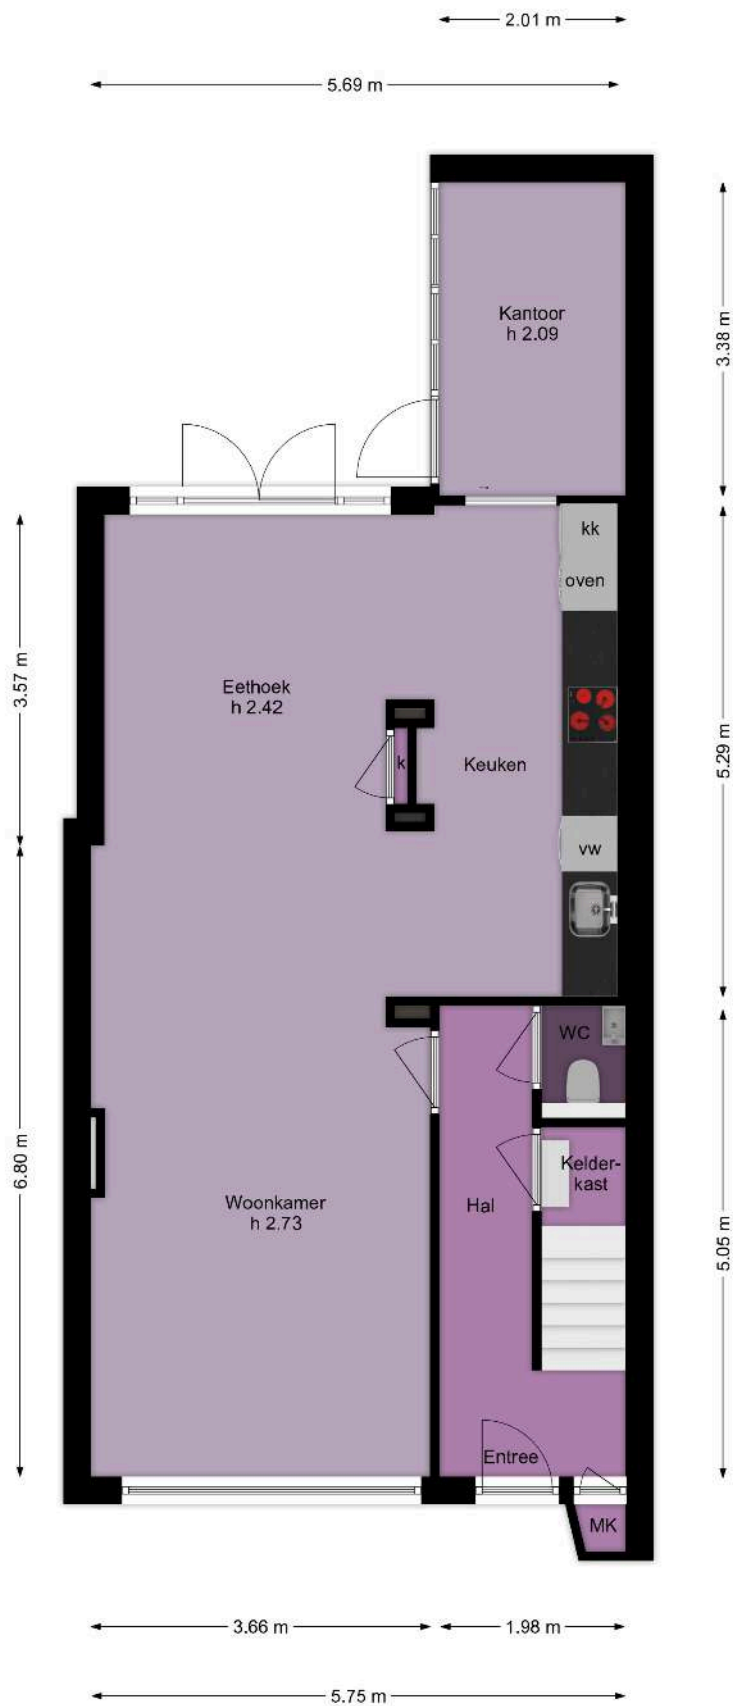 2.01 m
5.69 m
Kantoor
h 2.09
3.38 m
kk
oven
3.57 m
Eethoek
h 2.42
k
Keuken
5.29 m
vw
WC
6.80 m
Woonkamer
h 2.73
Hal
Kelder-
kast
5.05 m
Entree
MK
3.66 m
1.98 m
5.75 m